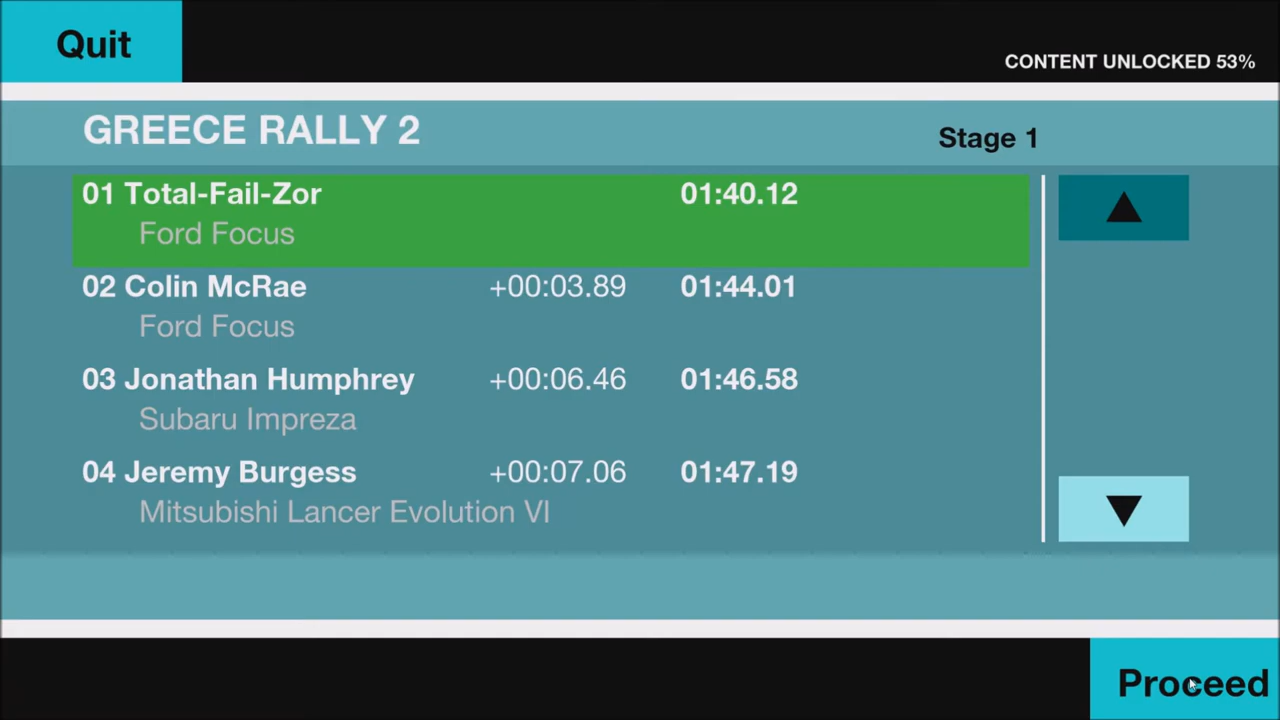 Quit
CONTENT UNLOCKED 53%
GREECE RALLY 2
Stage 1
01 Total-Fail-Zor 01:40.12
Ford Focus
02 Colin McRae +00:03.89 01:44.01
Ford Focus
03 Jonathan Humphrey +00:06.46 01:46.58
Subaru Impreza
04 Jeremy Burgess +00:07.06 01:47.19
Mitsubishi Lancer Evolution VI
Proceed